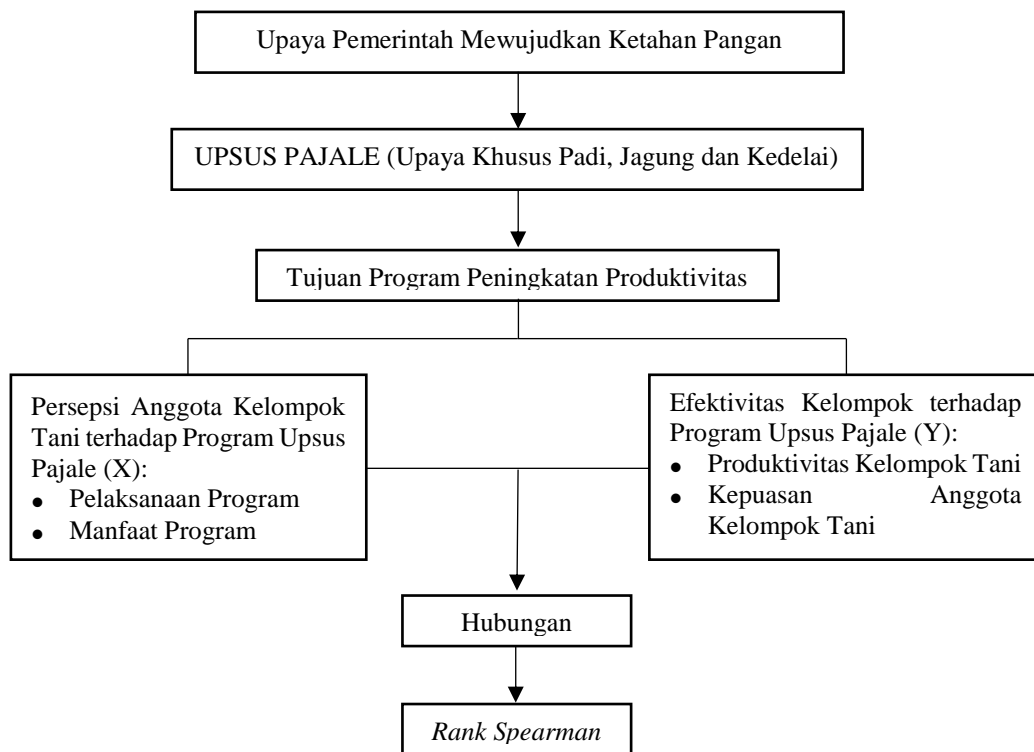 Upaya Pemerintah Mewujudkan Ketahan Pangan
UPSUS PAJALE (Upaya Khusus Padi, Jagung dan Kedelai)
Tujuan Program Peningkatan Produktivitas
Persepsi Anggota Kelompok
Tani terhadap Program Upsus
Pajale (X):
● Pelaksanaan Program
● Manfaat Program
Efektivitas Kelompok terhadap
Program Upsus Pajale (Y):
● Produktivitas Kelompok Tani
● Kepuasan Anggota
Kelompok Tani
Hubungan
Rank Spearman